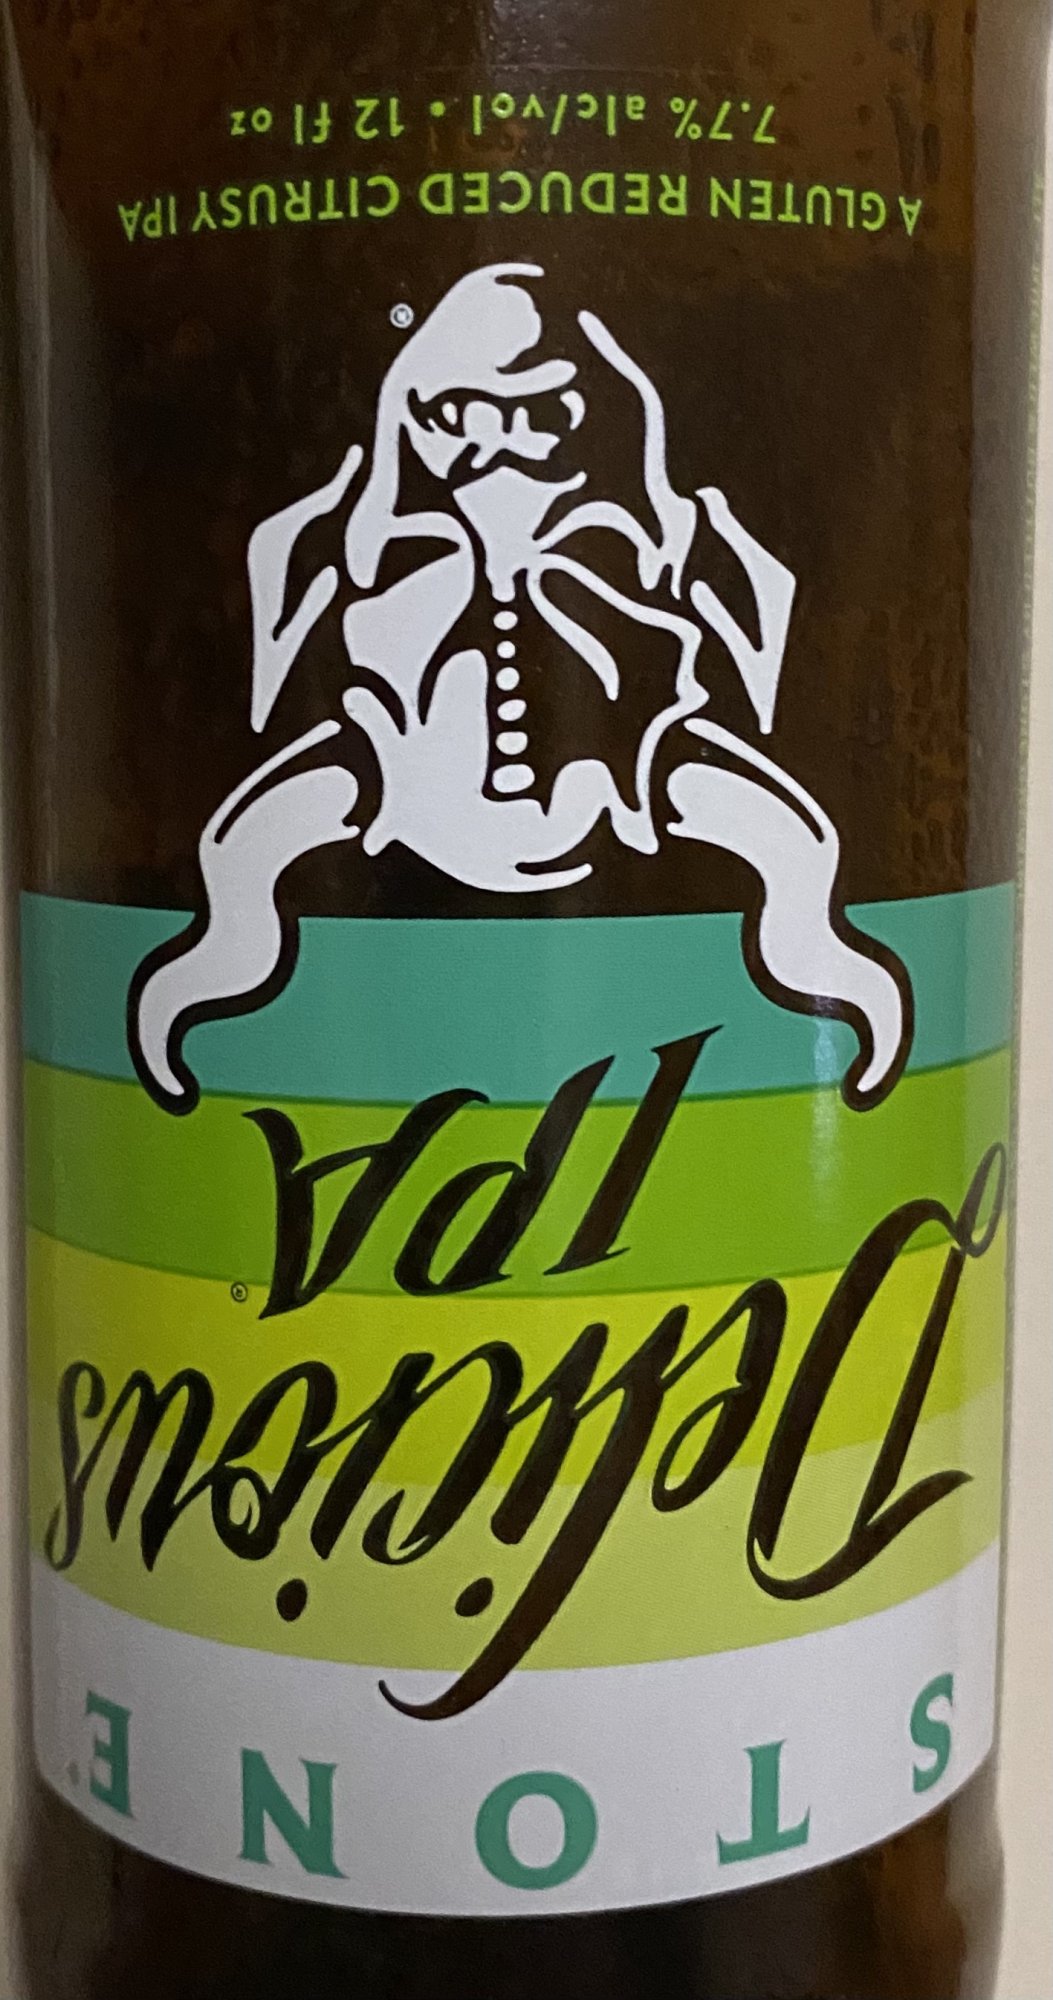 STONE
Delicious
IPA®
®
A GLUTEN REDUCED CITRUSY IPA
7.7% alc/vol • 12 fl oz